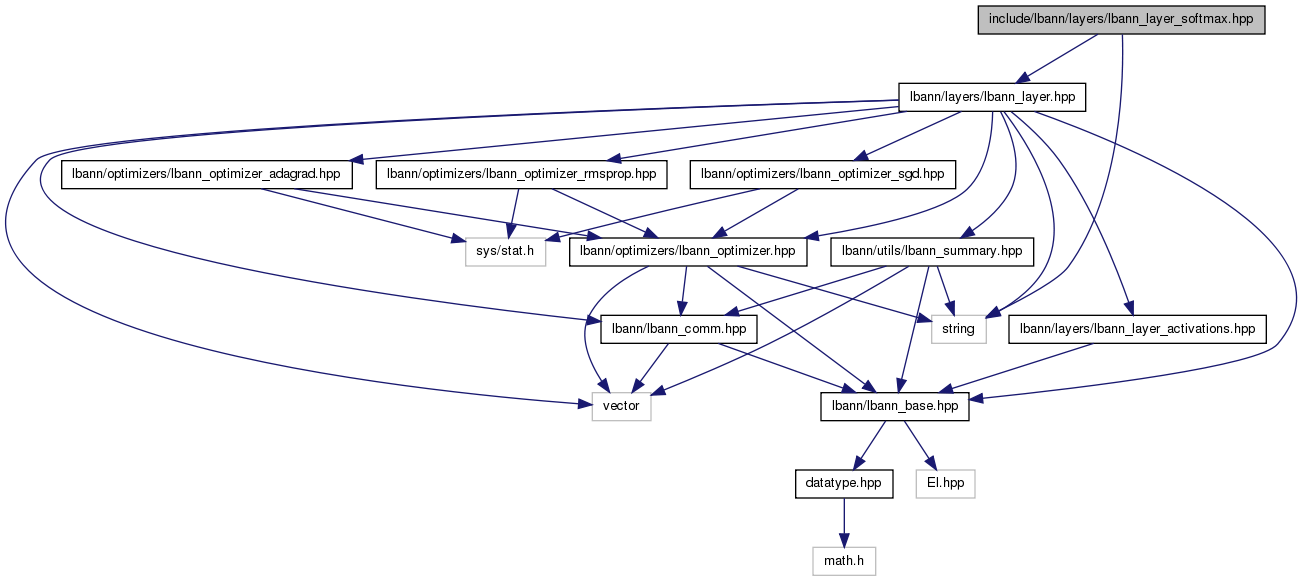 include/lbann/layers/lbann_layer_softmax.hpp
lbann/layers/lbann_layer.hpp
lbann/optimizers/lbann_optimizer_adagrad.hpp
lbann/optimizers/lbann_optimizer_rmsprop.hpp
lbann/optimizers/lbann_optimizer_sgd.hpp
sys/stat.h
lbann/optimizers/lbann_optimizer.hpp
lbann/utils/lbann_summary.hpp
lbann/lbann_comm.hpp
string
lbann/layers/lbann_layer_activations.hpp
vector
lbann/lbann_base.hpp
datatype.hpp
El.hpp
math.h